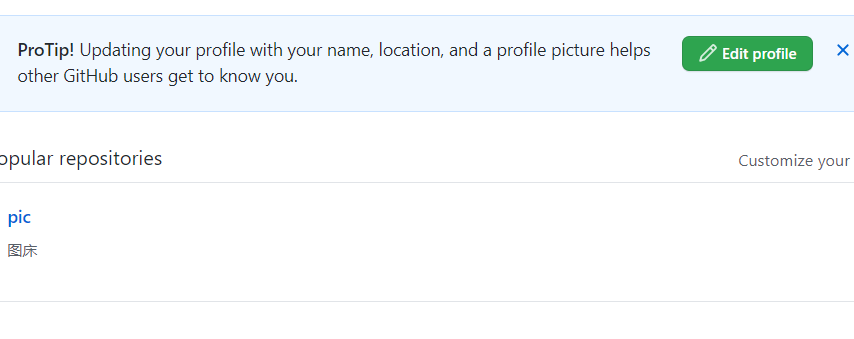 ProTip! Updating your profile with your name, location, and a profile picture helps
other GitHub users get to know you.
Edit profile
opular repositories
Customize your
pic
图床